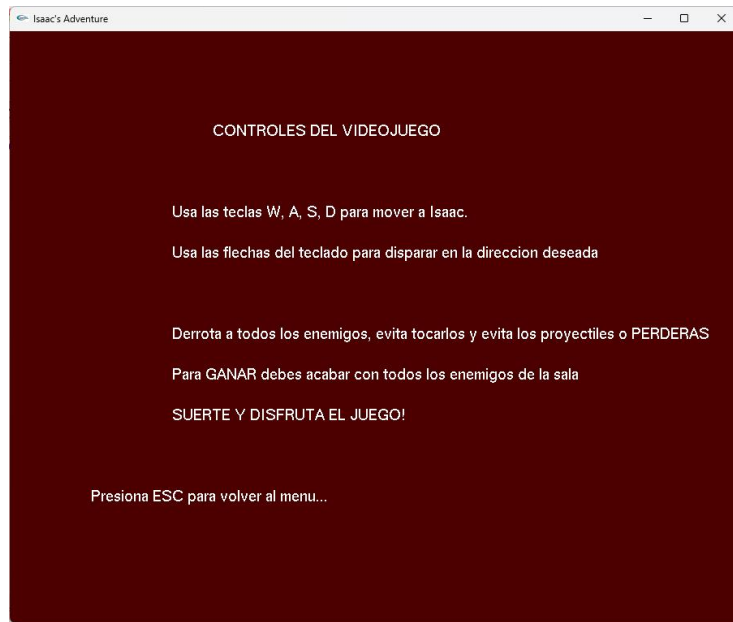 Isaac's Adventure
CONTROLES DEL VIDEOJUEGO
Usa las teclas W, A, S, D para mover a Isaac.
Usa las flechas del teclado para disparar en la direccion deseada
Derrota a todos los enemigos, evita tocarlos y evita los proyectiles o PERDERAS
Para GANAR debes acabar con todos los enemigos de la sala
SUERTE Y DISFRUTA EL JUEGO!
Presiona ESC para volver al menu...